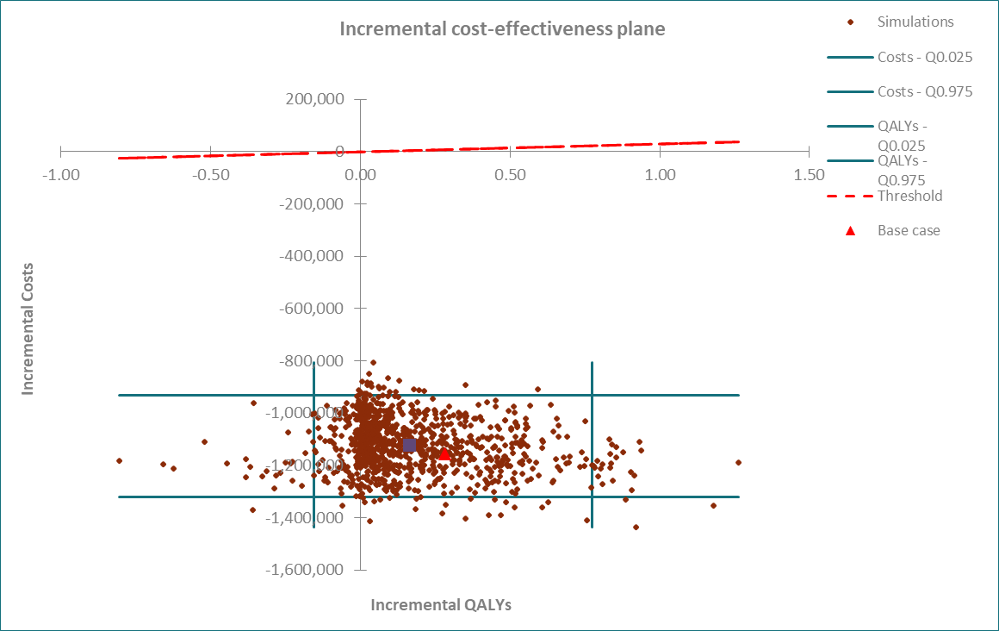 Incremental cost-effectiveness plane
Simulations
Costs - Q0.025
Costs - Q0.975
QALYs -
Q0.025
QALYs -
Q0.975
Threshold
Base case
200,000
0
-200,000
-400,000
-600,000
-800,000
-1,000,000
-1,200,000
-1,400,000
-1,600,000
-1.00
-0.50
0.00
0.50
1.00
1.50
Incremental Costs
Incremental QALYs